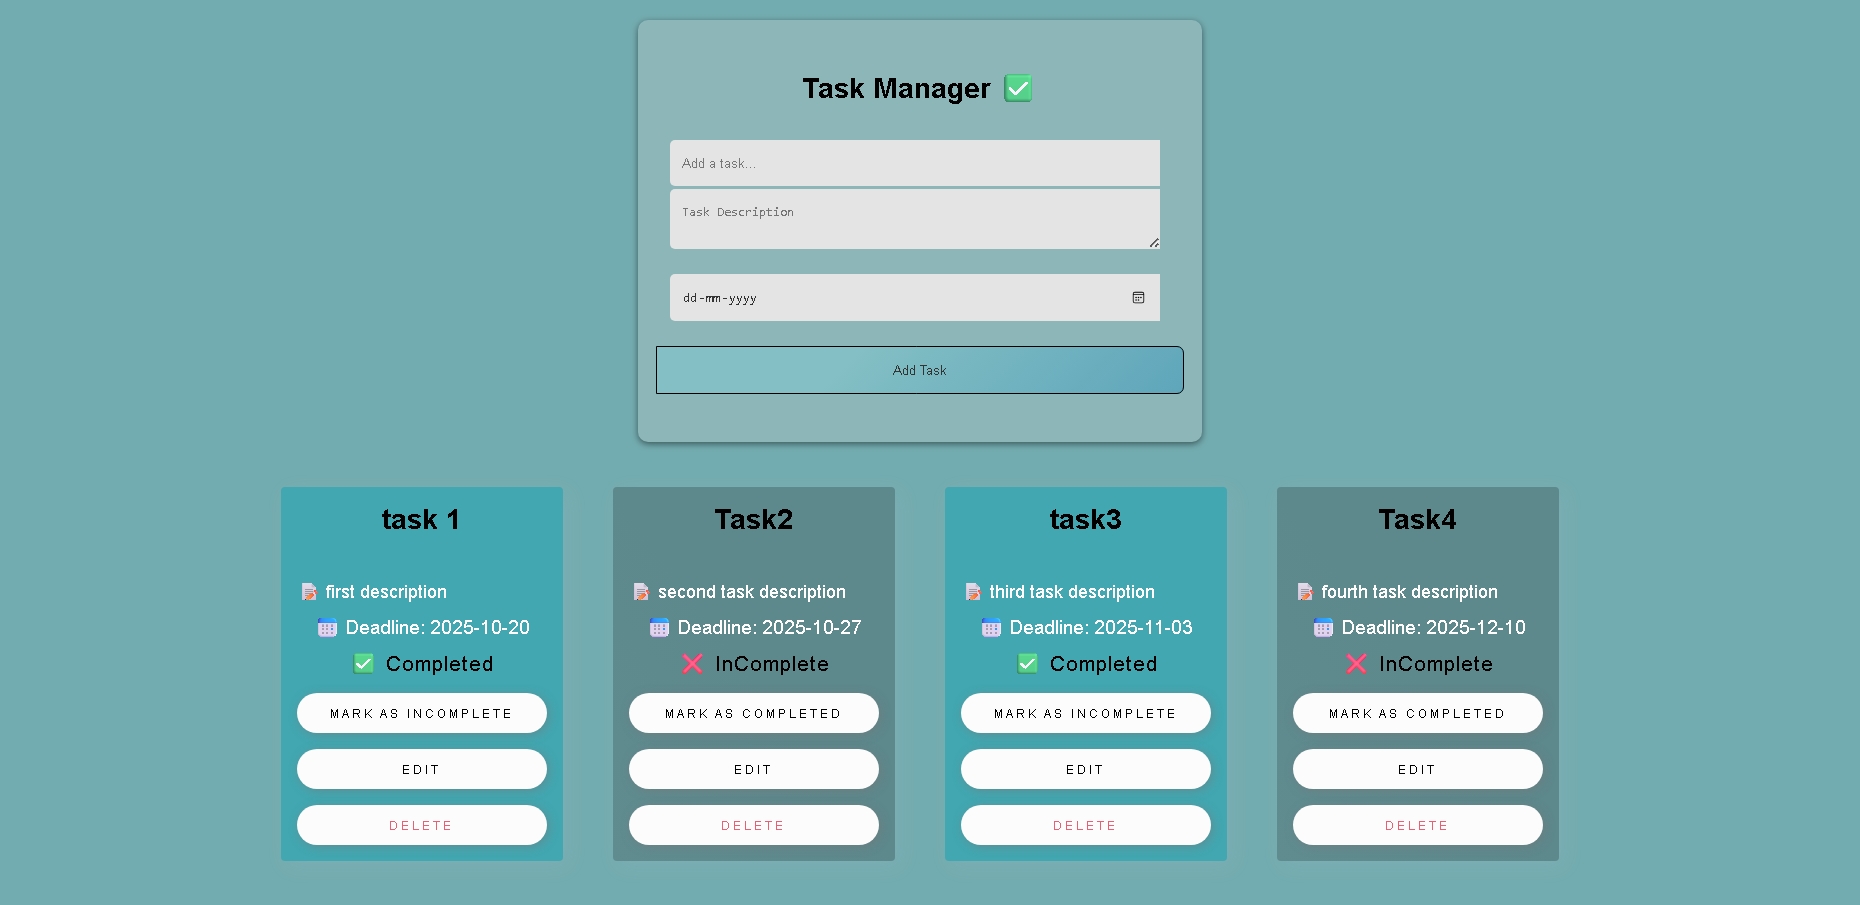 Task Manager ✅
Add a task...
Task Description
dd-mm-yyyy
Add Task
task 1
first description
Deadline: 2025-10-20
Completed
MARK AS INCOMPLETE
EDIT
DELETE
Task2
second task description
Deadline: 2025-10-27
InComplete
MARK AS COMPLETED
EDIT
DELETE
task3
third task description
Deadline: 2025-11-03
Completed
MARK AS INCOMPLETE
EDIT
DELETE
Task4
fourth task description
Deadline: 2025-12-10
InComplete
MARK AS COMPLETED
EDIT
DELETE